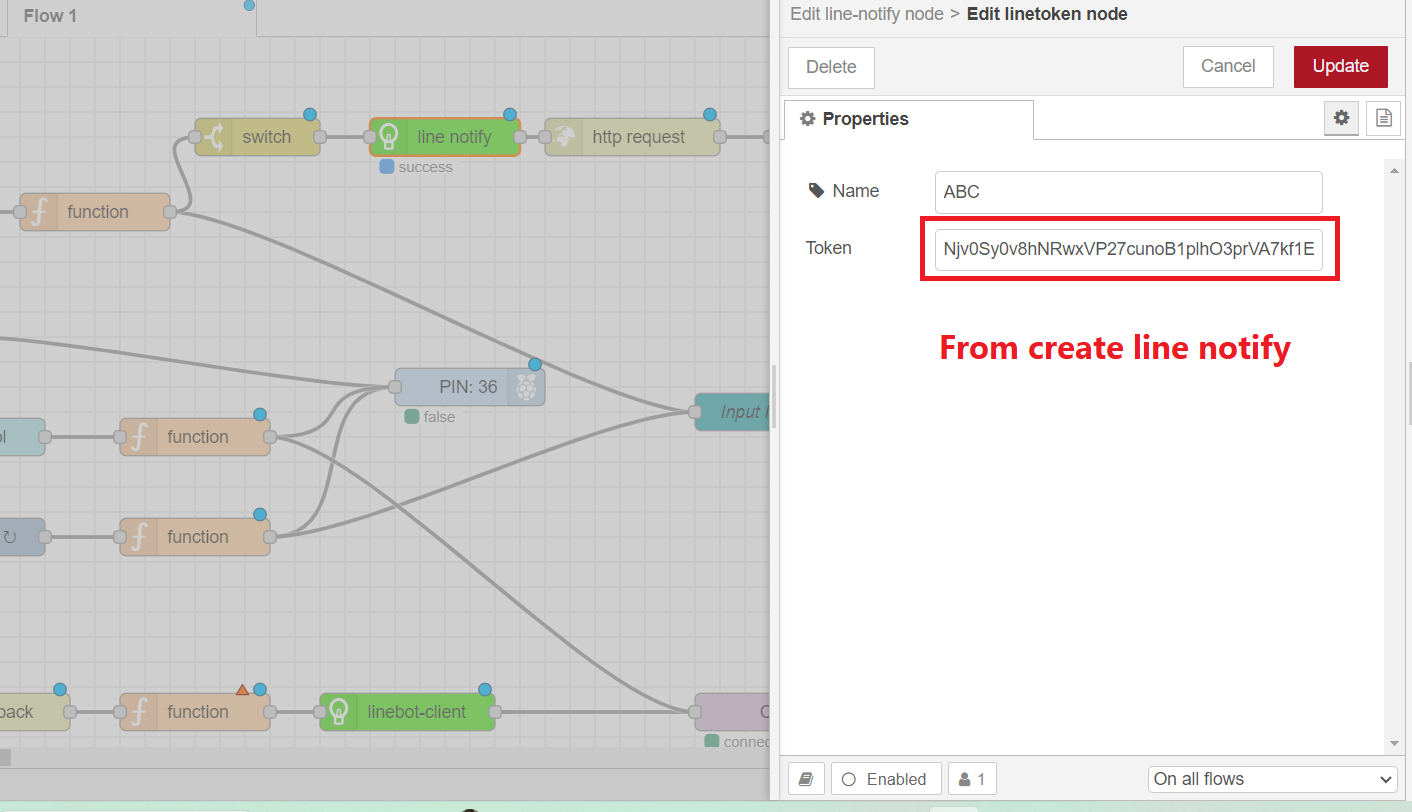 Flow 1
Edit line-notify node > Edit linetoken node
Delete
Cancel
Update
Properties
switch
line notify
http request
success
Name
ABC
function
Token
Njv0Sy0v8hNRwxVP27cunoB1plhO3prVA7kf1E
From create line notify
PIN: 36
false
Input
function
function
function
linebot-client
connec
Enabled
1
On all flows